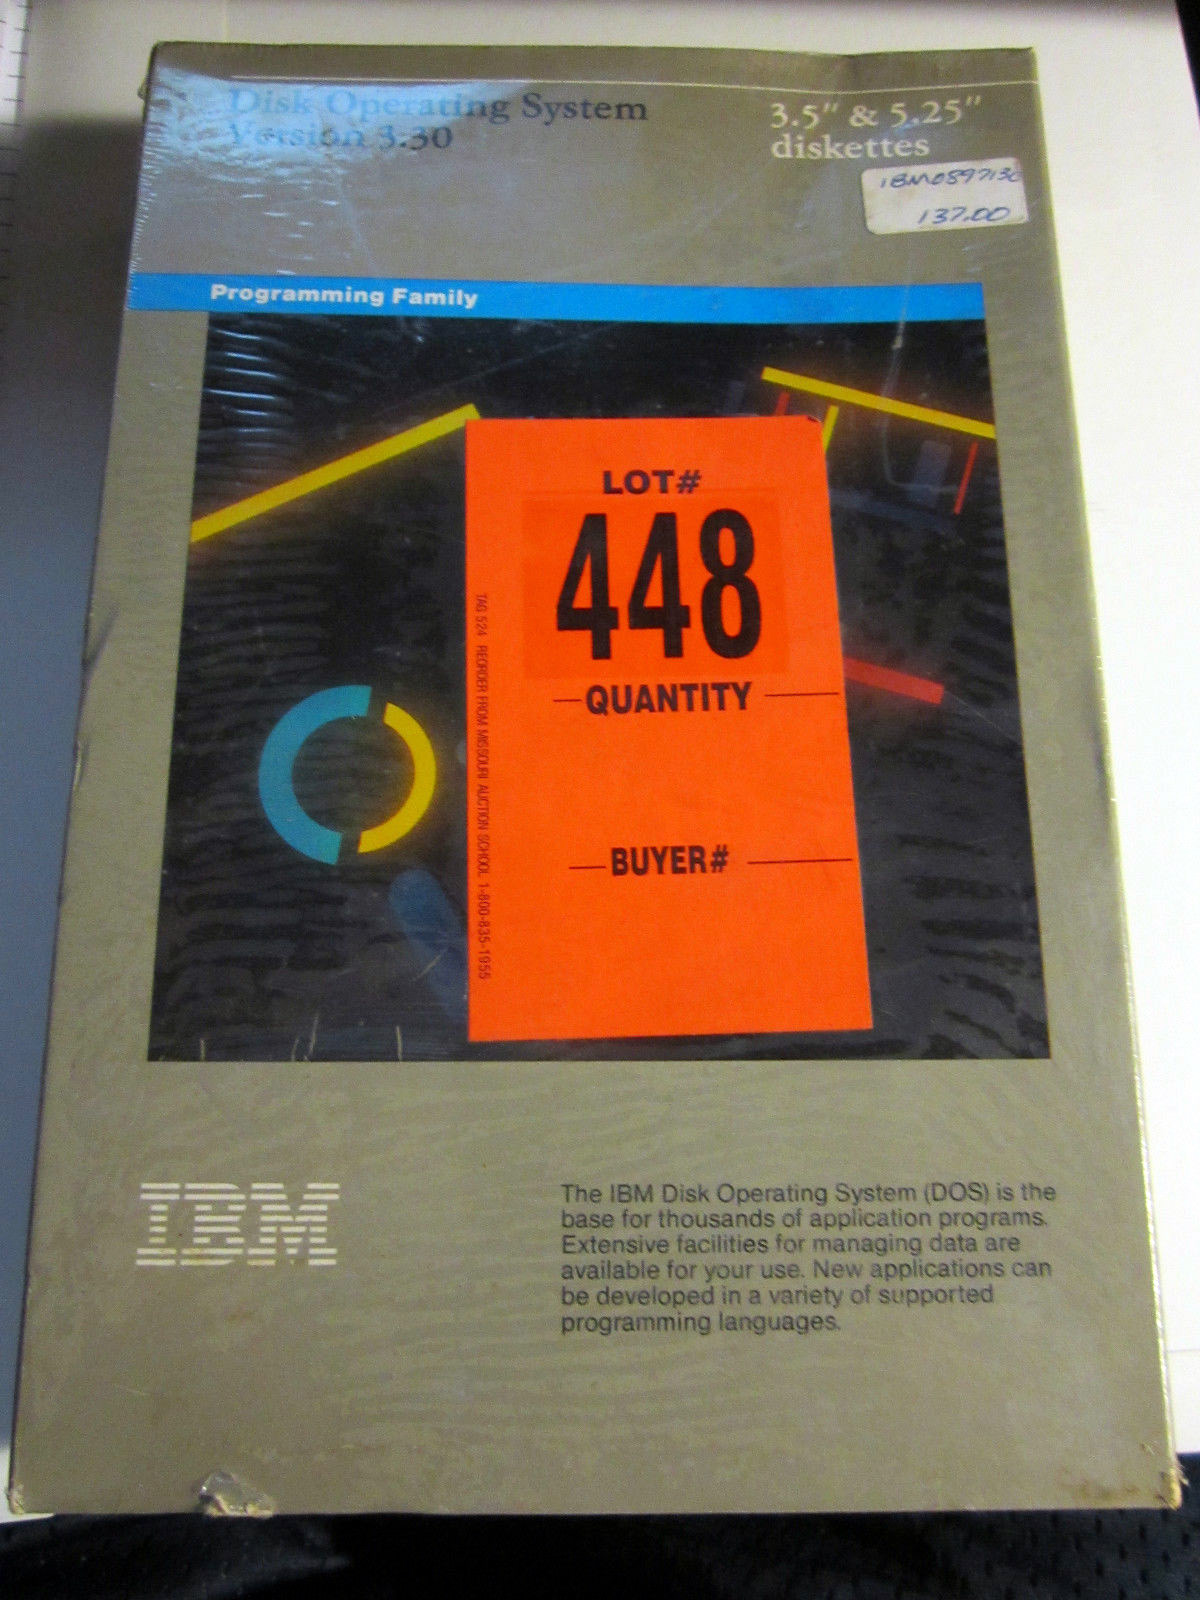 Disk Operating System
Version 3.30
3.5" & 5.25"
diskettes
IBM0897130
137.00
Programming Family
LOT#
448
QUANTITY
BUYER#
TAG 524 REORDER FROM MISSOURI AUCTION SCHOOL 1-800-835-1955
IBM
The IBM Disk Operating System (DOS) is the
base for thousands of application programs.
Extensive facilities for managing data are
available for your use. New applications can
be developed in a variety of supported
programming languages.